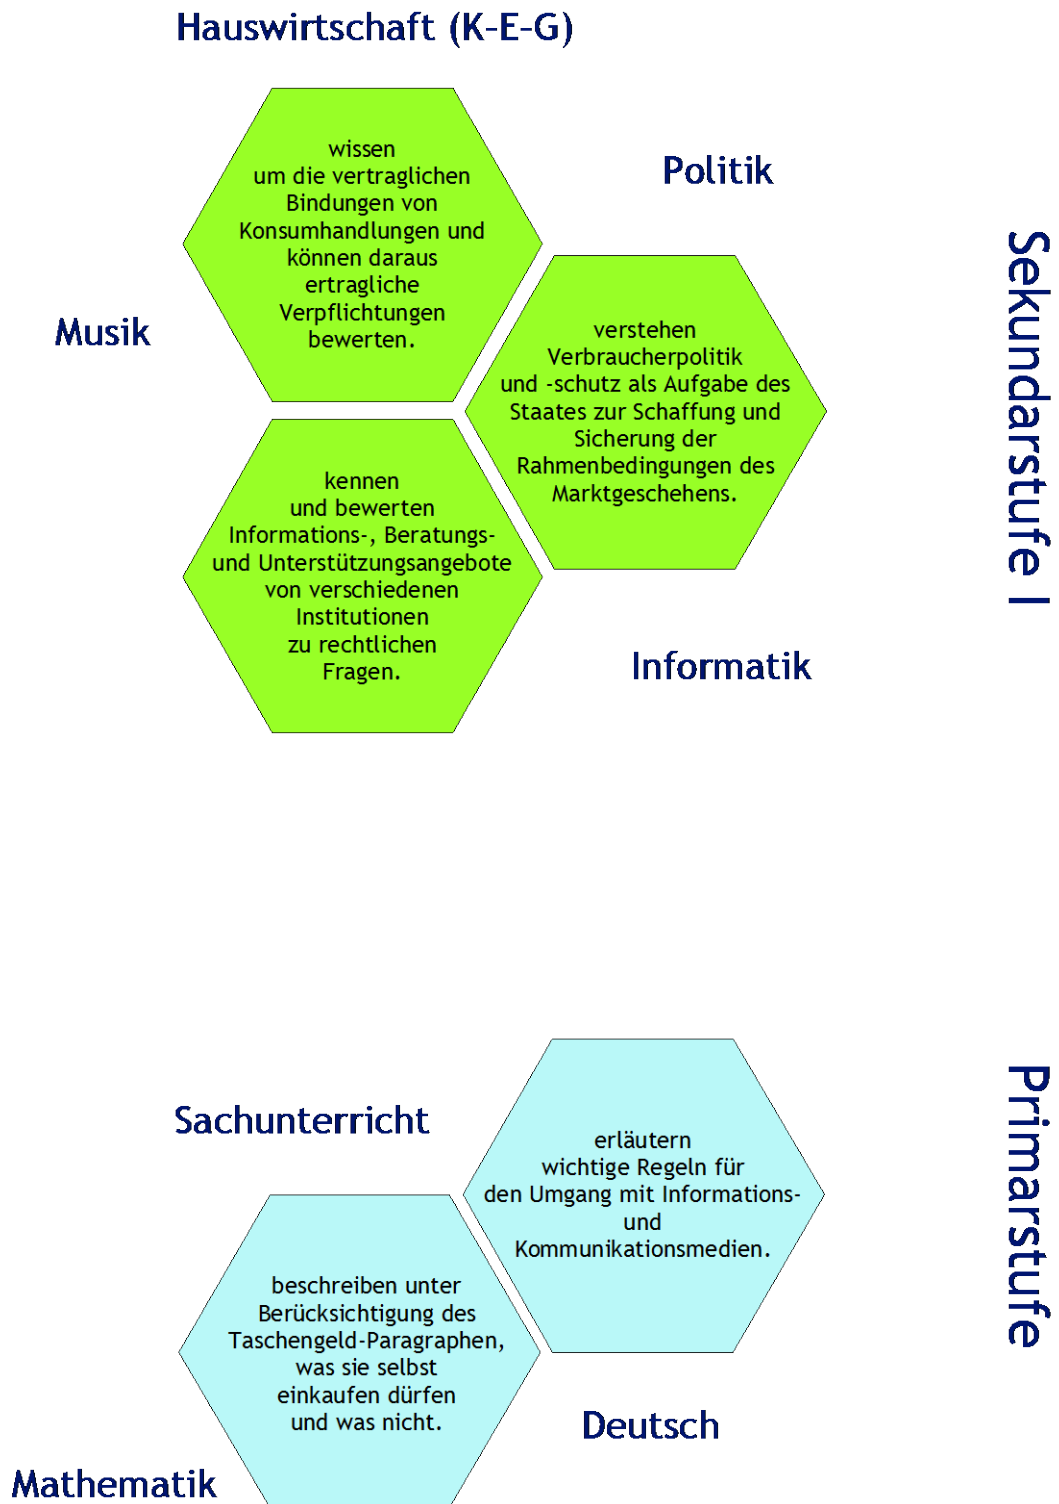 Hauswirtschaft (K-E-G)
wissen
um die vertraglichen
Bindungen von
Konsumhandlungen und
können daraus
ertragliche
Verpflichtungen
bewerten.
Politik
Musik
verstehen
Verbraucherpolitik
und -schutz als Aufgabe des
Staates zur Schaffung und
Sicherung der
Rahmenbedingungen des
Marktgeschehens.
kennen
und bewerten
Informations-, Beratungs-
und Unterstützungsangebote
von verschiedenen
Institutionen
zu rechtlichen
Fragen.
Informatik
Sekundarstufe I
Sachunterricht
erläutern
wichtige Regeln für
den Umgang mit Informations-
und
Kommunikationsmedien.
beschreiben unter
Berücksichtigung des
Taschengeld-Paragraphen,
was sie selbst
einkaufen dürfen
und was nicht.
Deutsch
Mathematik
Primarstufe